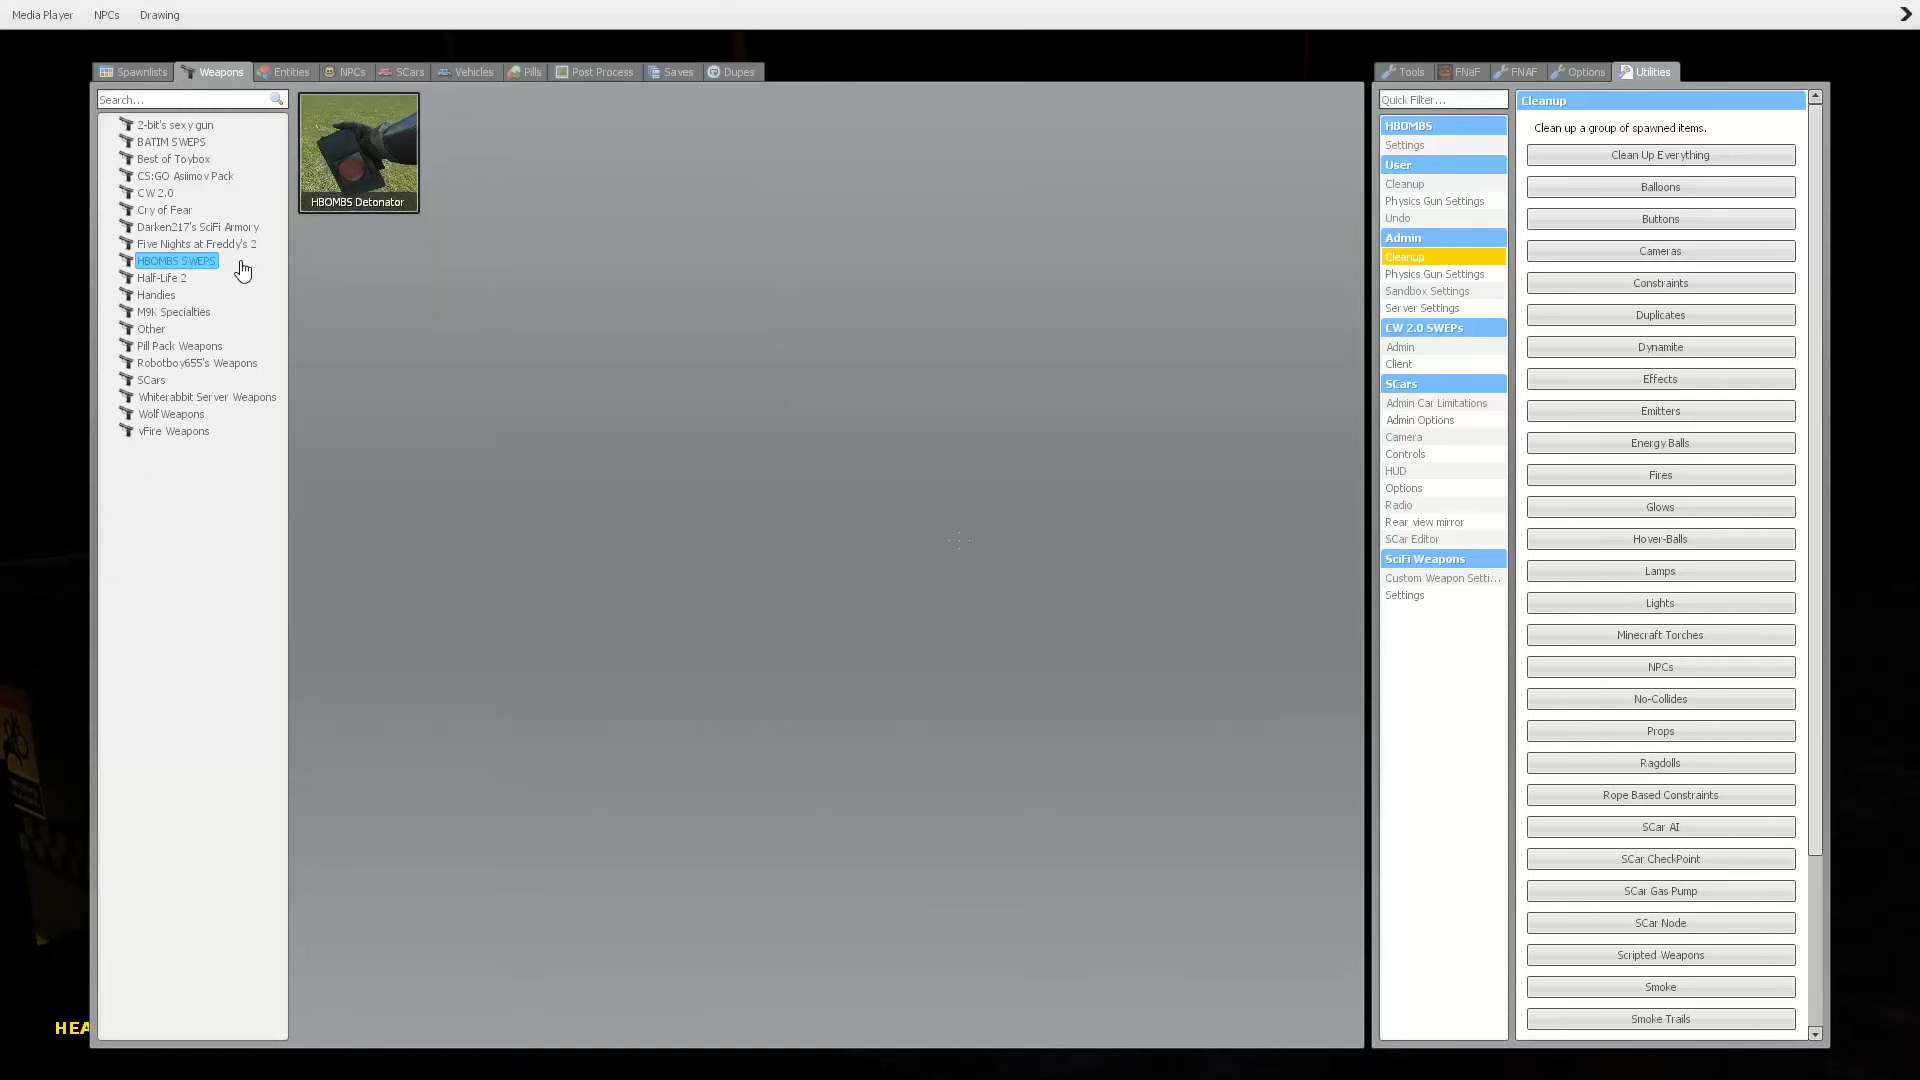 Media Player NPCs Drawing
Spawnlists Weapons Entities NPCs SCars Vehicles Pills Post Process Saves Dupes
Search...
2-bit's sexy gun
BATIM SWEPS
Best of Toybox
CS:GO Asiimov Pack
CW 2.0
Cry of Fear
Darken217's SciFi Armory
Five Nights at Freddy's 2
HBOMBS SWEPS
Half-Life 2
Handies
M9K Specialties
Other
Pill Pack Weapons
Robotboy655's Weapons
SCars
Whiterabbit Server Weapons
Wolf Weapons
vFire Weapons
HBOMBS Detonator
HEA
Tools FNaF FNAF Options Utilities
Quick Filter...
HBOMBS
Settings
User
Cleanup
Physics Gun Settings
Undo
Admin
Cleanup
Physics Gun Settings
Sandbox Settings
Server Settings
CW 2.0 SWEPs
Admin
Client
SCars
Admin Car Limitations
Admin Options
Camera
Controls
HUD
Options
Radio
Rear view mirror
SCar Editor
SciFi Weapons
Custom Weapon Setti...
Settings
Cleanup
Clean up a group of spawned items.
Clean Up Everything
Balloons
Buttons
Cameras
Constraints
Duplicates
Dynamite
Effects
Emitters
Energy Balls
Fires
Glows
Hover-Balls
Lamps
Lights
Minecraft Torches
NPCs
No-Collides
Props
Ragdolls
Rope Based Constraints
SCar AI
SCar CheckPoint
SCar Gas Pump
SCar Node
Scripted Weapons
Smoke
Smoke Trails